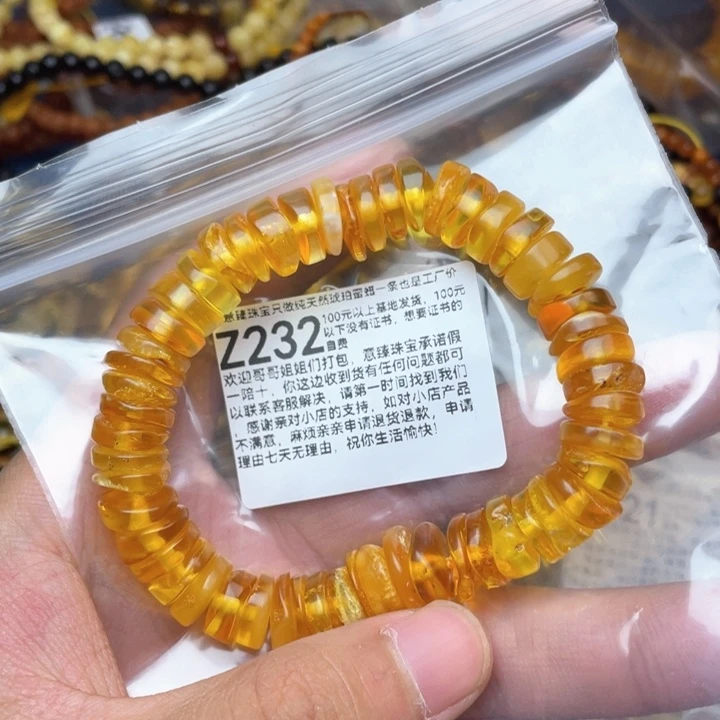 意臻珠宝只做纯天然琥珀蜜蜡一条也是工厂价
Z232
100元以上基地发货，100元
以下没有证书，想要证书的
自费
欢迎哥哥姐姐们打包，意臻珠宝承诺假
一陪十，你这边收到货有任何问题都可
以联系客服解决，请第一时间找到我们
，感谢亲对小店的支持，如对小店产品
不满意，麻烦亲亲申请退货退款，申请
理由七天无理由，祝你生活愉快！